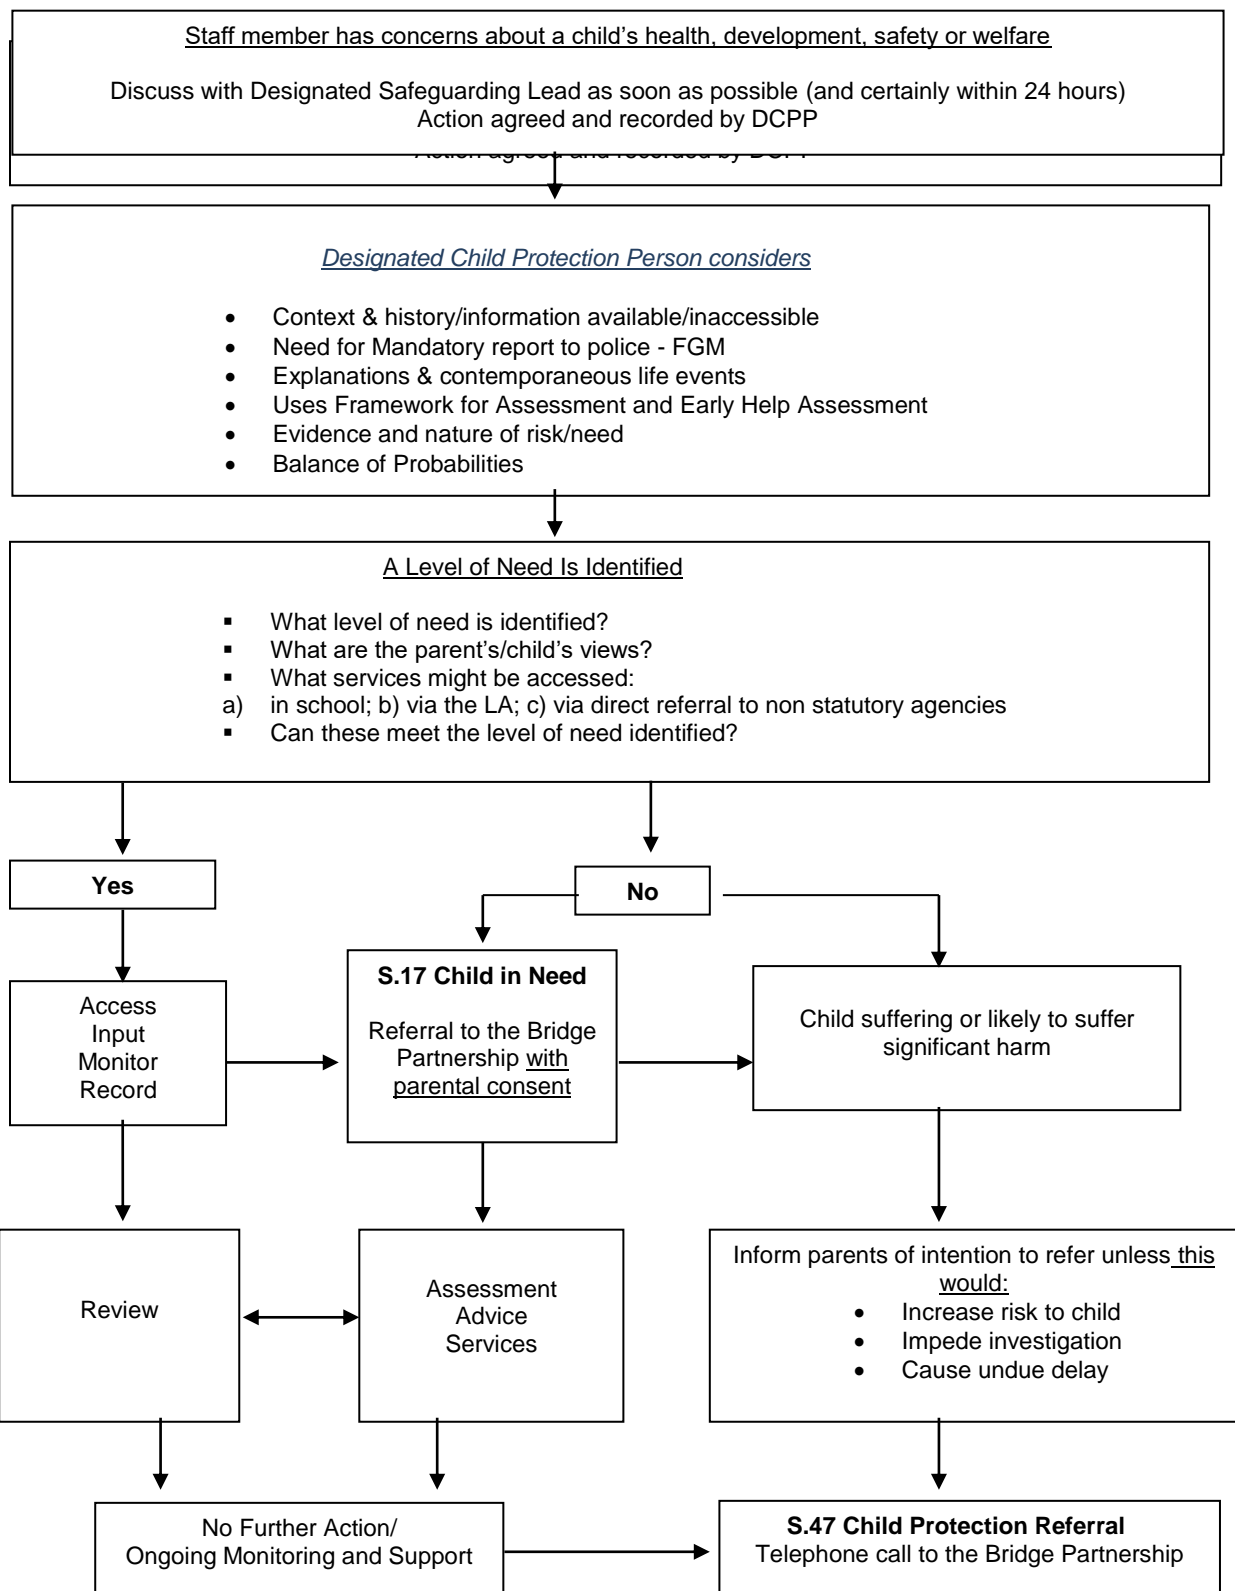 Staff member has concerns about a child's health, development, safety or welfare
Discuss with Designated Safeguarding Lead as soon as possible (and certainly within 24 hours)
Action agreed and recorded by DCPP
Action agreed and recorded by DCPP
Designated Child Protection Person considers
• Context & history/information available/inaccessible
• Need for Mandatory report to police - FGM
• Explanations & contemporaneous life events
• Uses Framework for Assessment and Early Help Assessment
• Evidence and nature of risk/need
• Balance of Probabilities
A Level of Need Is Identified
▪ What level of need is identified?
▪ What are the parent's/child's views?
▪ What services might be accessed:
a) in school; b) via the LA; c) via direct referral to non statutory agencies
▪ Can these meet the level of need identified?
Yes
No
Access
Input
Monitor
Record
S.17 Child in Need
Referral to the Bridge
Partnership with
parental consent
Child suffering or likely to suffer
significant harm
Review
Assessment
Advice
Services
Inform parents of intention to refer unless this
would:
• Increase risk to child
• Impede investigation
• Cause undue delay
No Further Action/
Ongoing Monitoring and Support
S.47 Child Protection Referral
Telephone call to the Bridge Partnership